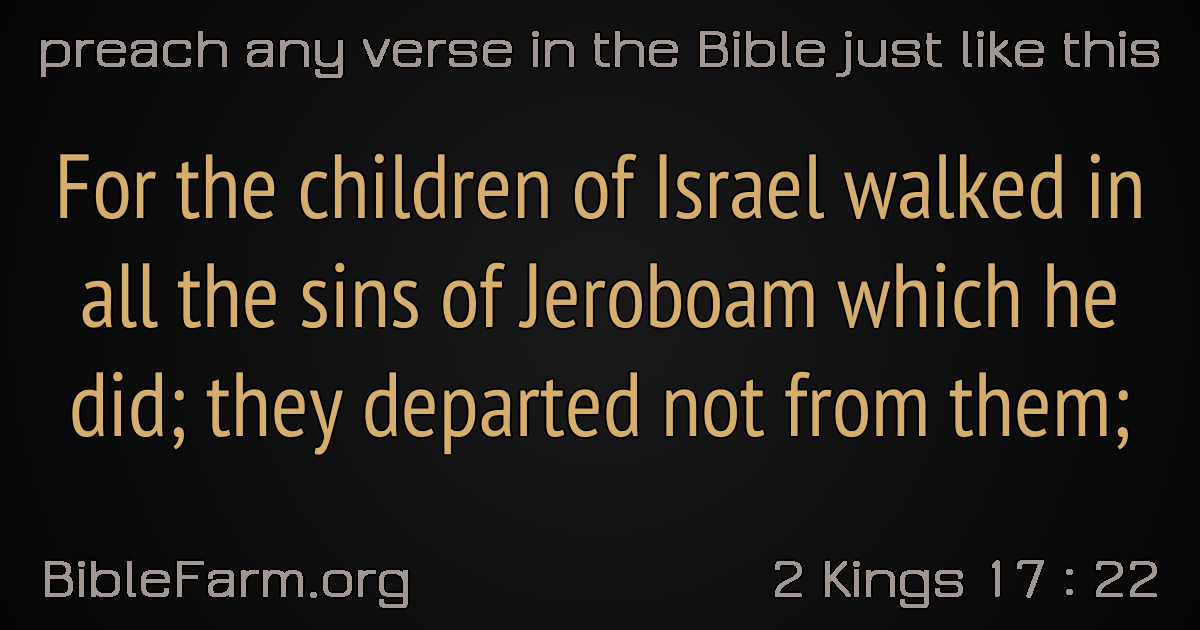 preach any verse in the Bible just like this
For the children of Israel walked in
all the sins of Jeroboam which he
did; they departed not from them;
BibleFarm.org
2 Kings 17 : 22